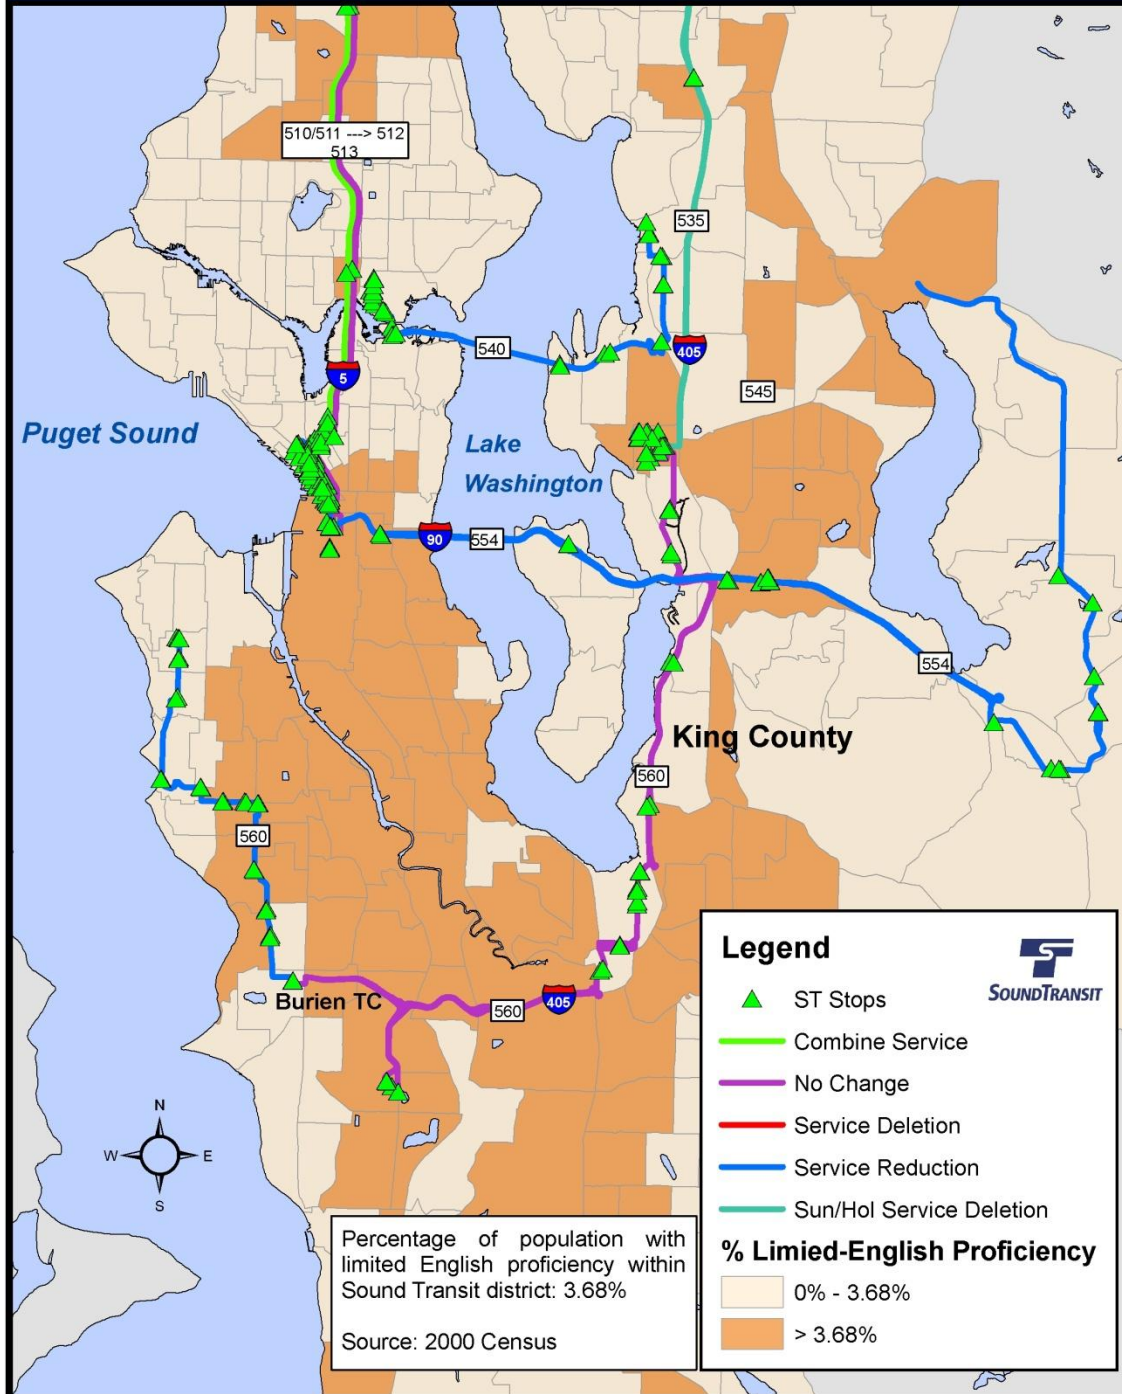 510/511 ---> 512
513
535
5
540
405
545
Puget Sound
Lake
Washington
90
554
554
King County
560
560
Burien TC
405
560
N
W
E
S
Percentage of population with
limited English proficiency within
Sound Transit district: 3.68%
Source: 2000 Census
Legend
SOUNDTRANSIT
ST Stops
Combine Service
No Change
Service Deletion
Service Reduction
Sun/Hol Service Deletion
% Limied-English Proficiency
0% - 3.68%
> 3.68%